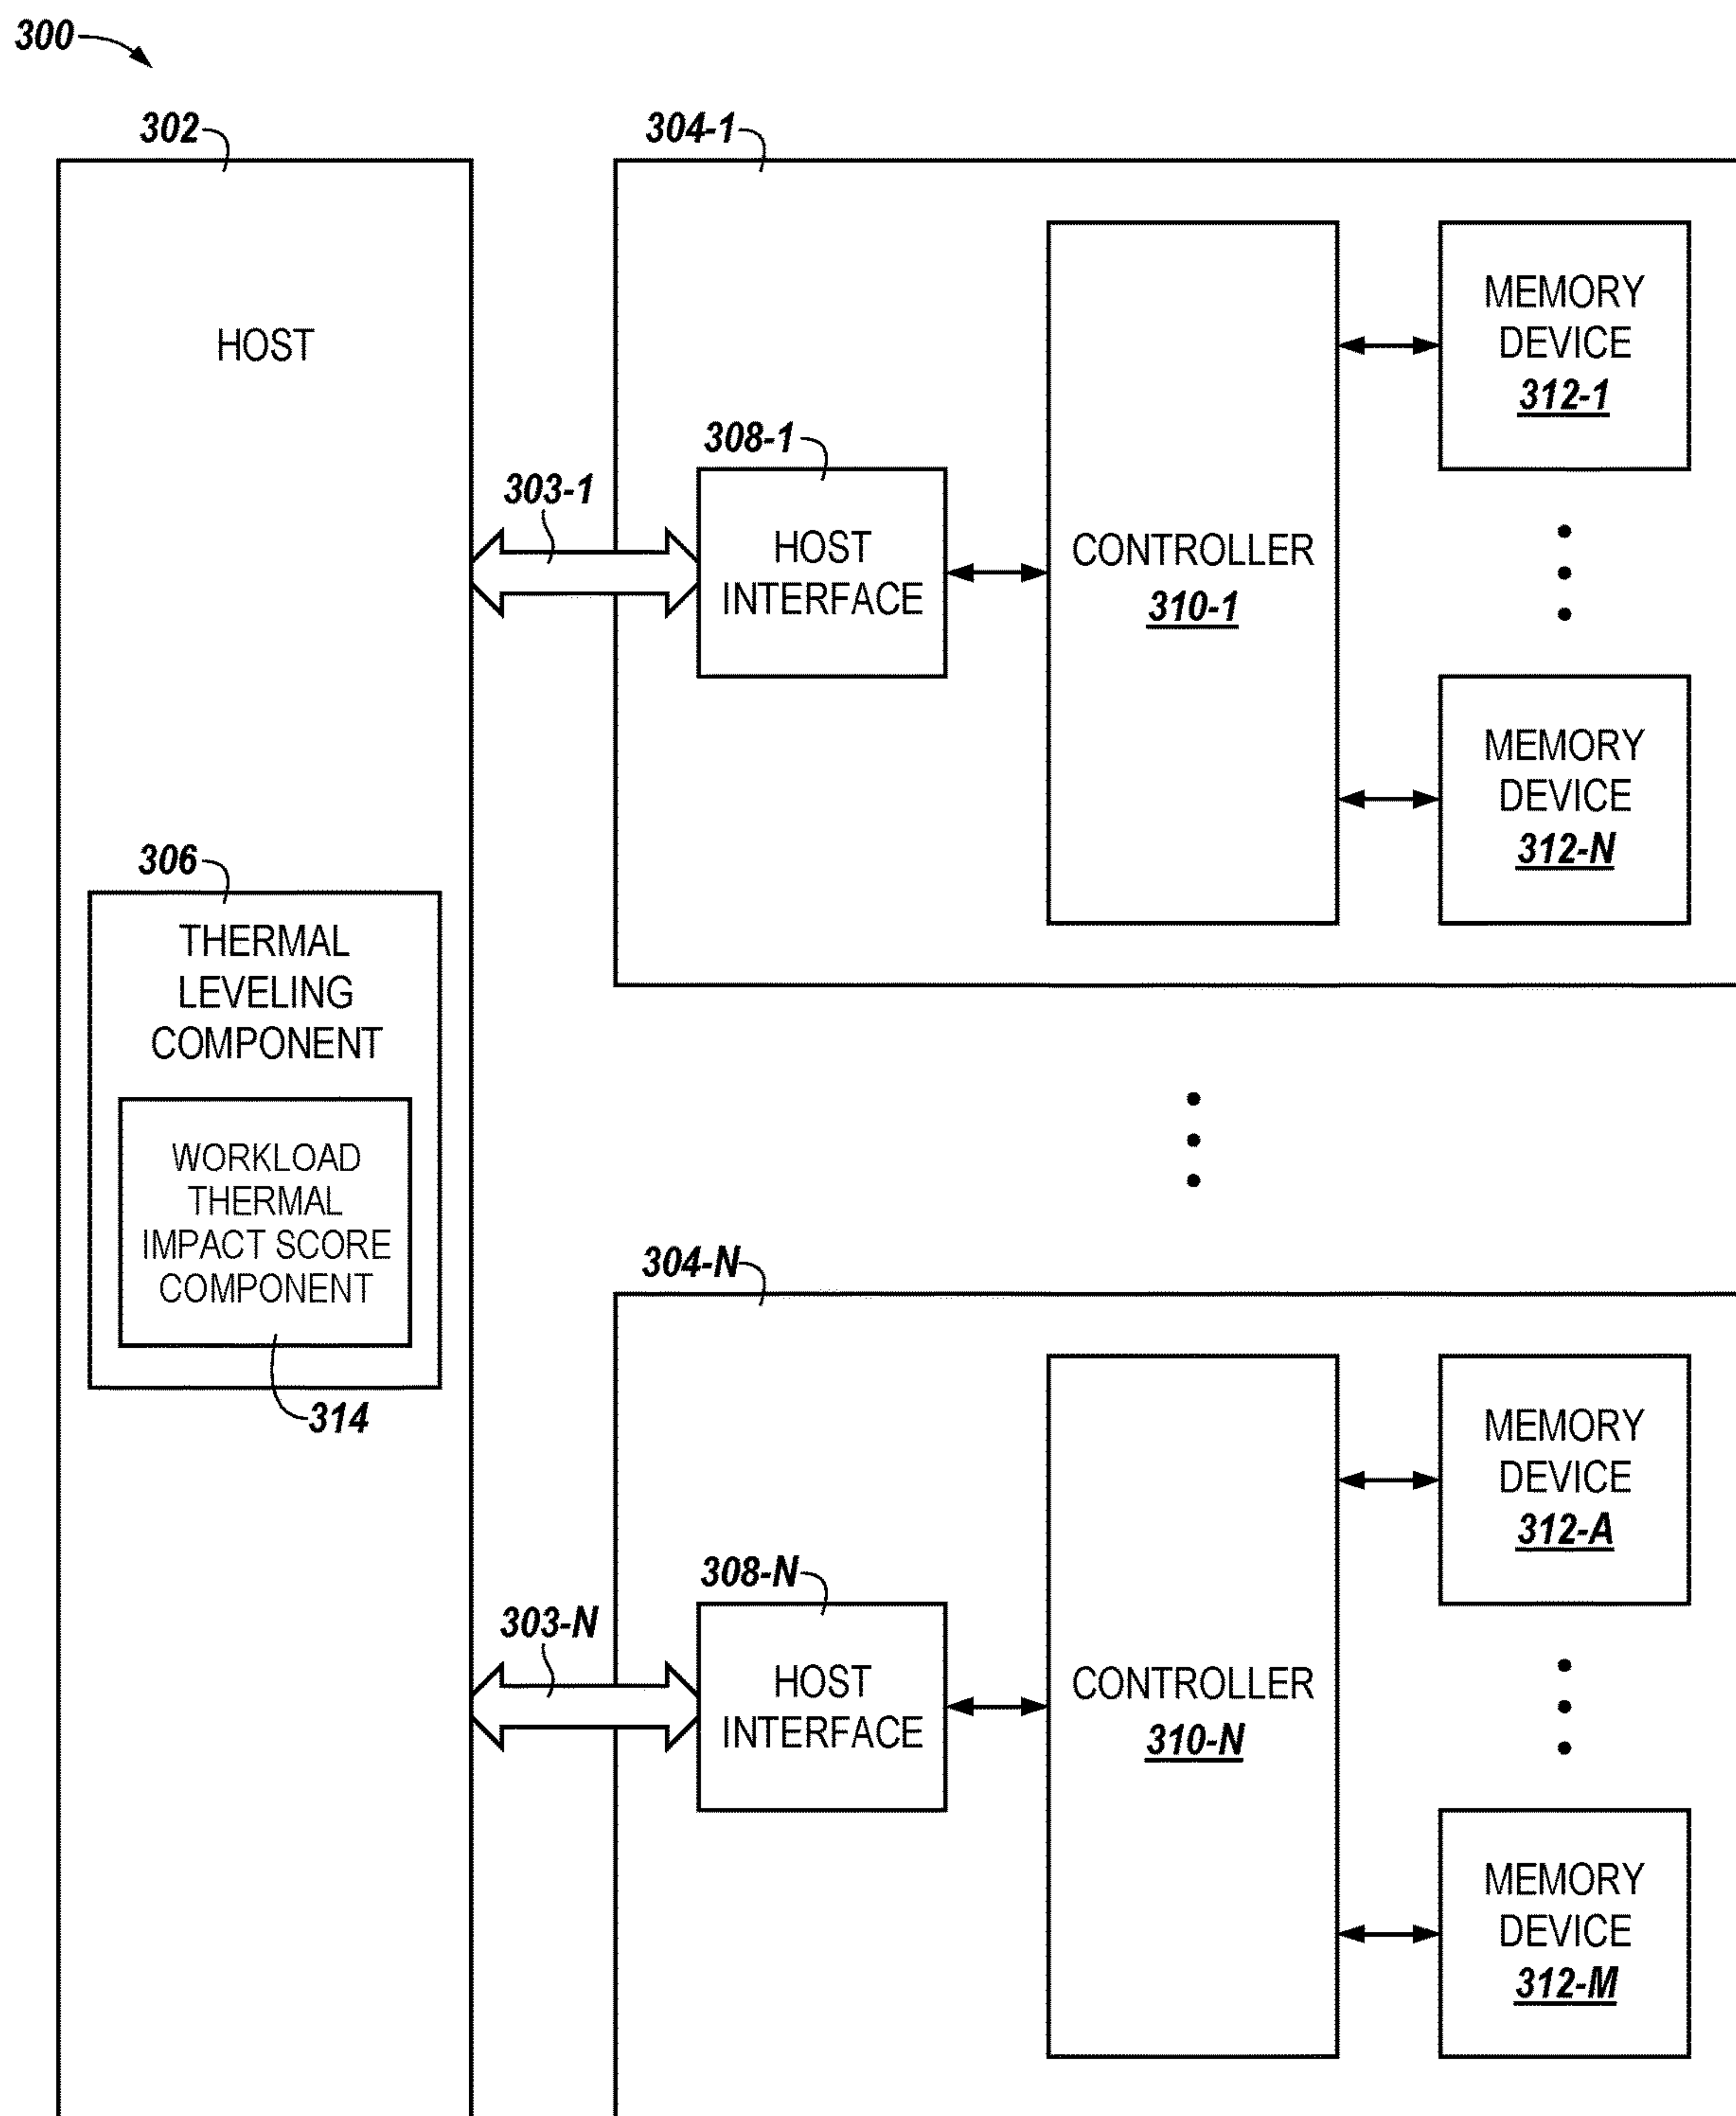 300
302
304-1
HOST
MEMORY
DEVICE
312-1
308-1
303-1
HOST
INTERFACE
CONTROLLER
310-1
MEMORY
DEVICE
312-N
306
THERMAL
LEVELING
COMPONENT
WORKLOAD
THERMAL
IMPACT SCORE
COMPONENT
314
304-N
MEMORY
DEVICE
312-A
308-N
303-N
HOST
INTERFACE
CONTROLLER
310-N
MEMORY
DEVICE
312-M